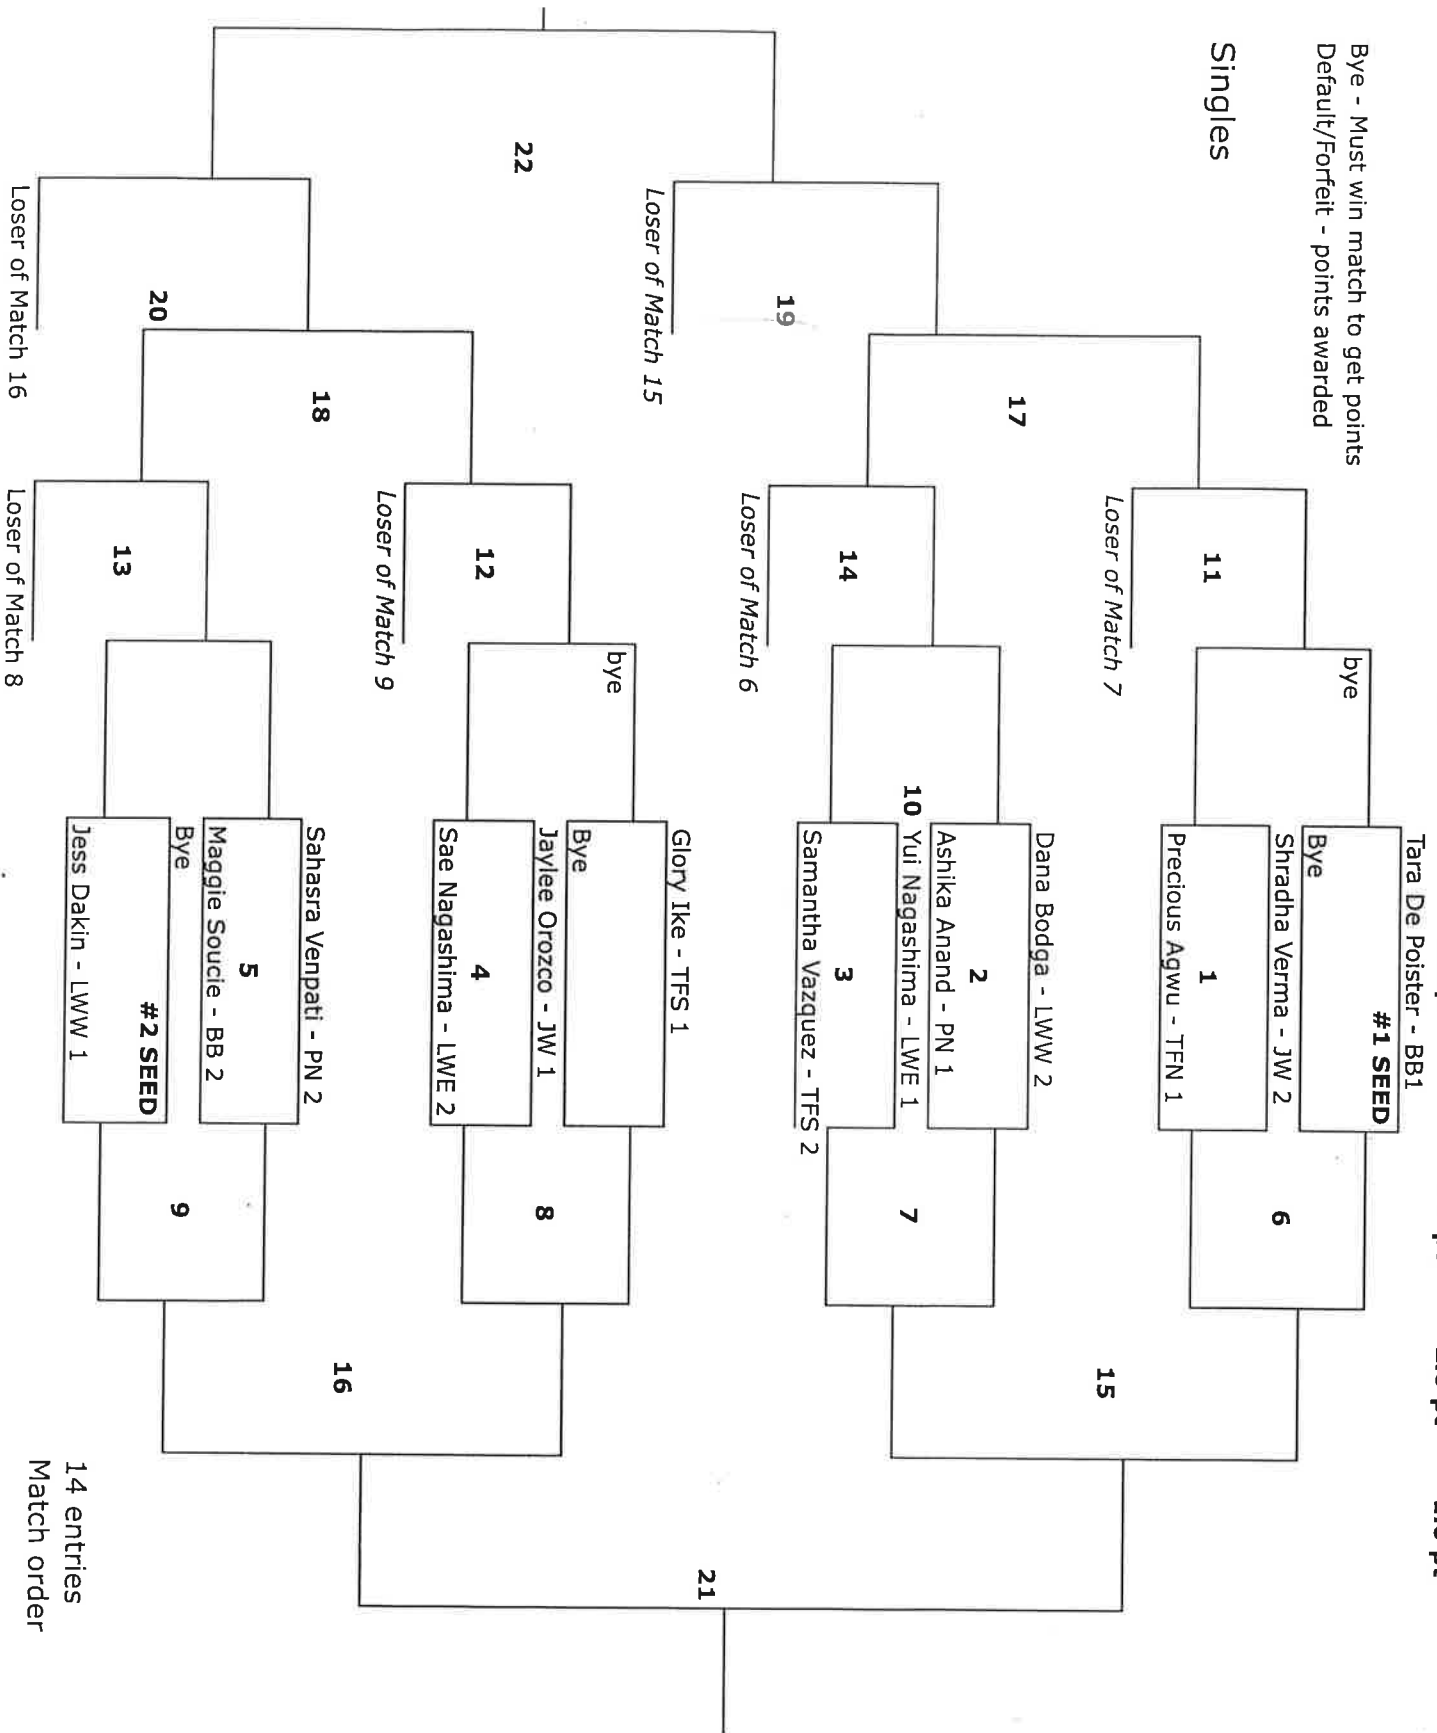 Bye - Must win match to get points
Default/Forfeit - points awarded
Singles
Tara De Poister - BB1
#1 SEED
Bye
bye
6
Shradha Verma - JW 2
11
1
Precious Agwu - TFN 1
Loser of Match 7
15
17
Dana Bodga - LWW 2
2
Ashika Anand - PN 1
10
Yui Nagashima - LWE 1
7
14
3
Samantha Vazquez - TFS 2
Loser of Match 6
19
Loser of Match 15
21
22
Glory Ike - TFS 1
bye
Bye
8
Jaylee Orozco - JW 1
12
4
Sae Nagashima - LWE 2
Loser of Match 9
16
18
Sahasra Venpati - PN 2
5
Maggie Soucie - BB 2
Bye
9
#2 SEED
20
13
Jess Dakin - LWW 1
Loser of Match 16
Loser of Match 8
14 entries
Match order